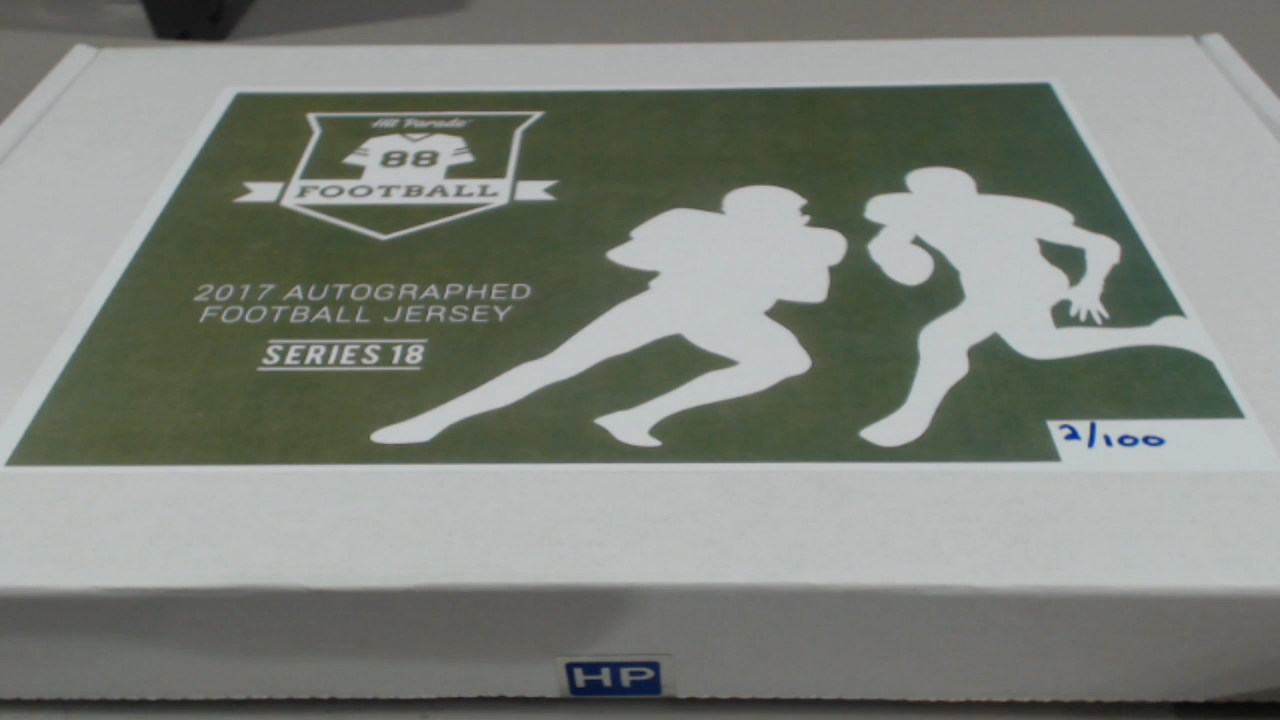 Hit Parade
88
FOOTBALL
2017 AUTOGRAPHED
FOOTBALL JERSEY
SERIES 18
2/100
HP